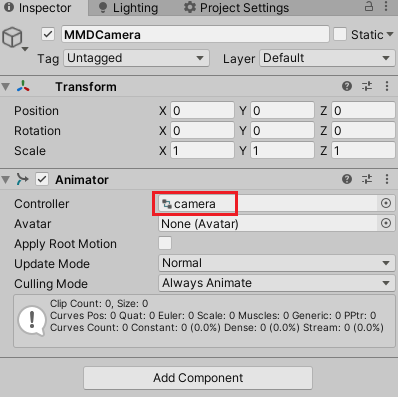 Inspector Lighting Project Settings
MMDCamera Static
Tag Untagged Layer Default
Transform
Position X 0 Y 0 Z 0
Rotation X 0 Y 0 Z 0
Scale X 1 Y 1 Z 1
Animator
Controller camera
Avatar None (Avatar)
Apply Root Motion
Update Mode Normal
Culling Mode Always Animate
Clip Count: 0, Size: 0
Curves Pos: 0 Quat: 0 Euler: 0 Scale: 0 Muscles: 0 Generic: 0 PPtr: 0
Curves Count: 0 Constant: 0 (0.0%) Dense: 0 (0.0%) Stream: 0 (0.0%)
Add Component